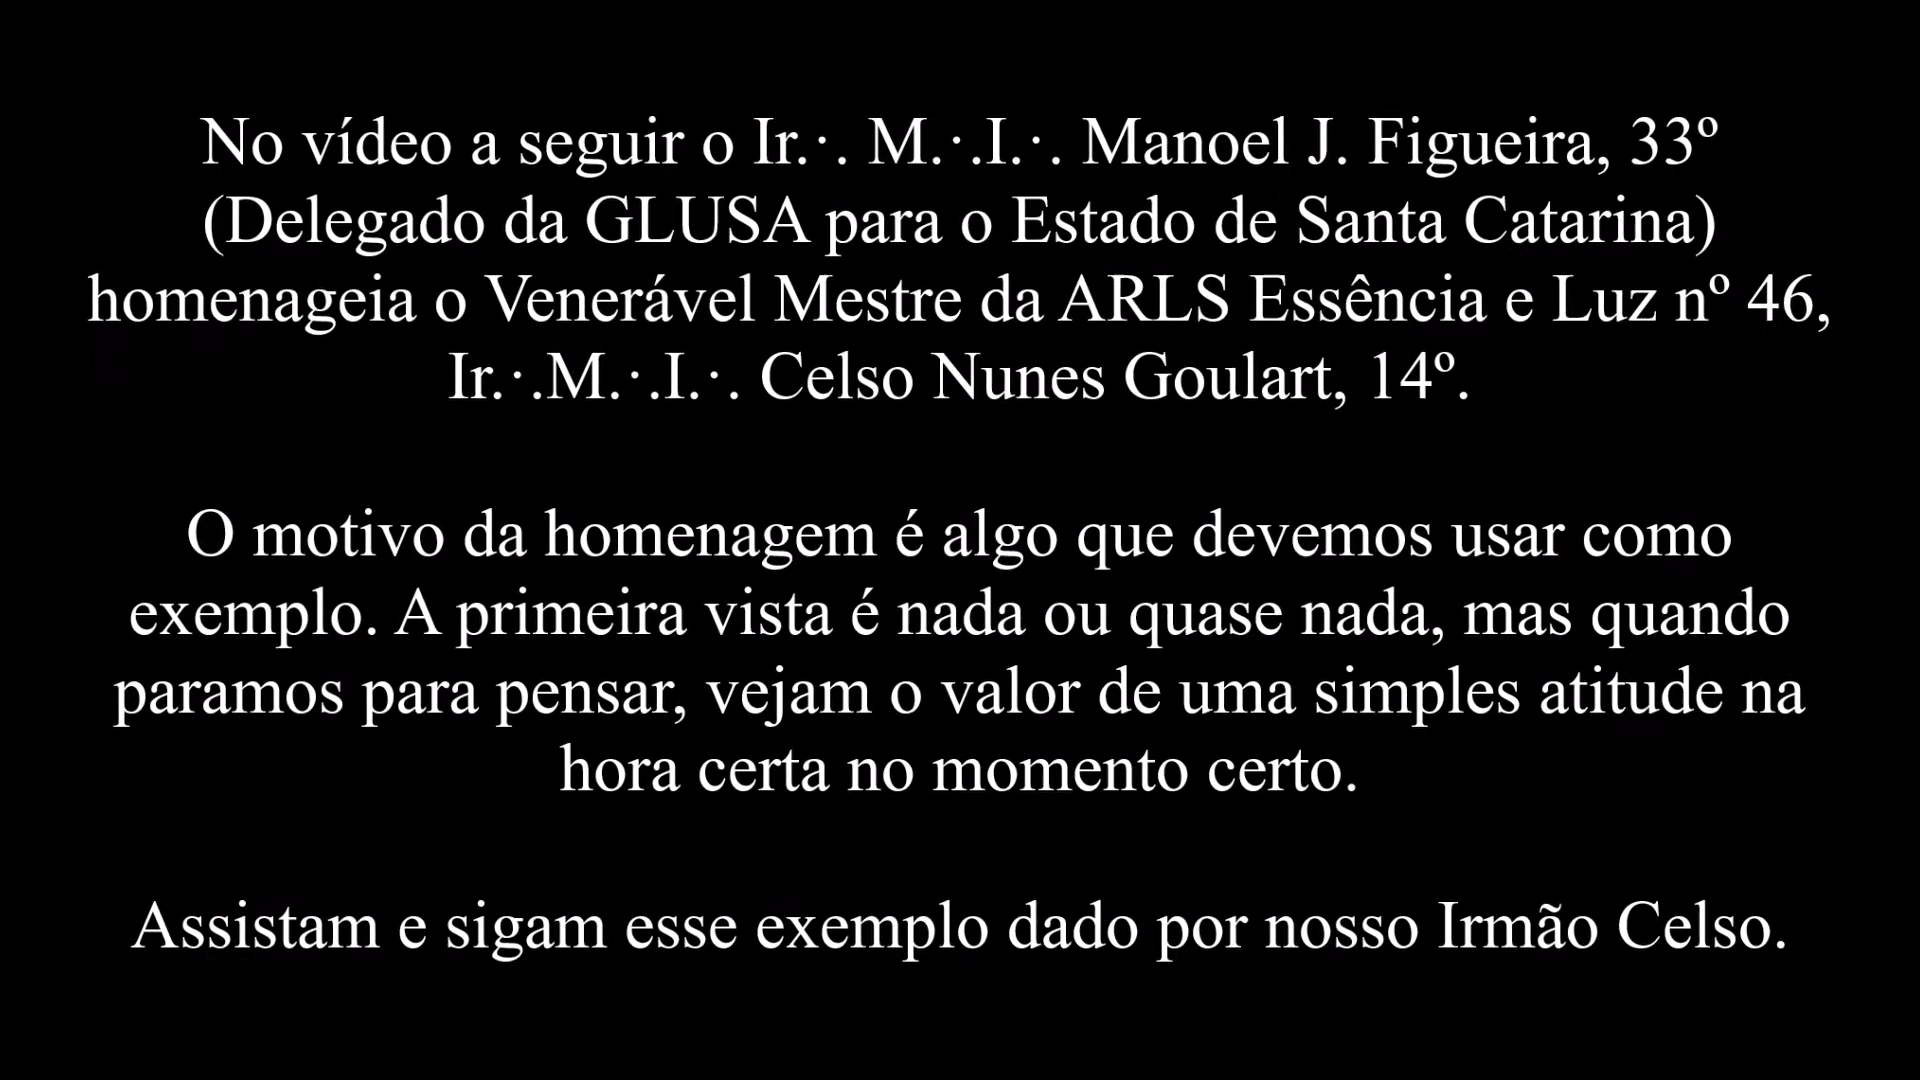 No vídeo a seguir o Ir.·. M.·.I.·. Manoel J. Figueira, 33º
(Delegado da GLUSA para o Estado de Santa Catarina)
homenageia o Venerável Mestre da ARLS Essência e Luz nº 46,
Ir.·.M.·.I.·. Celso Nunes Goulart, 14º.
O motivo da homenagem é algo que devemos usar como
exemplo. A primeira vista é nada ou quase nada, mas quando
paramos para pensar, vejam o valor de uma simples atitude na
hora certa no momento certo.
Assistam e sigam esse exemplo dado por nosso Irmão Celso.